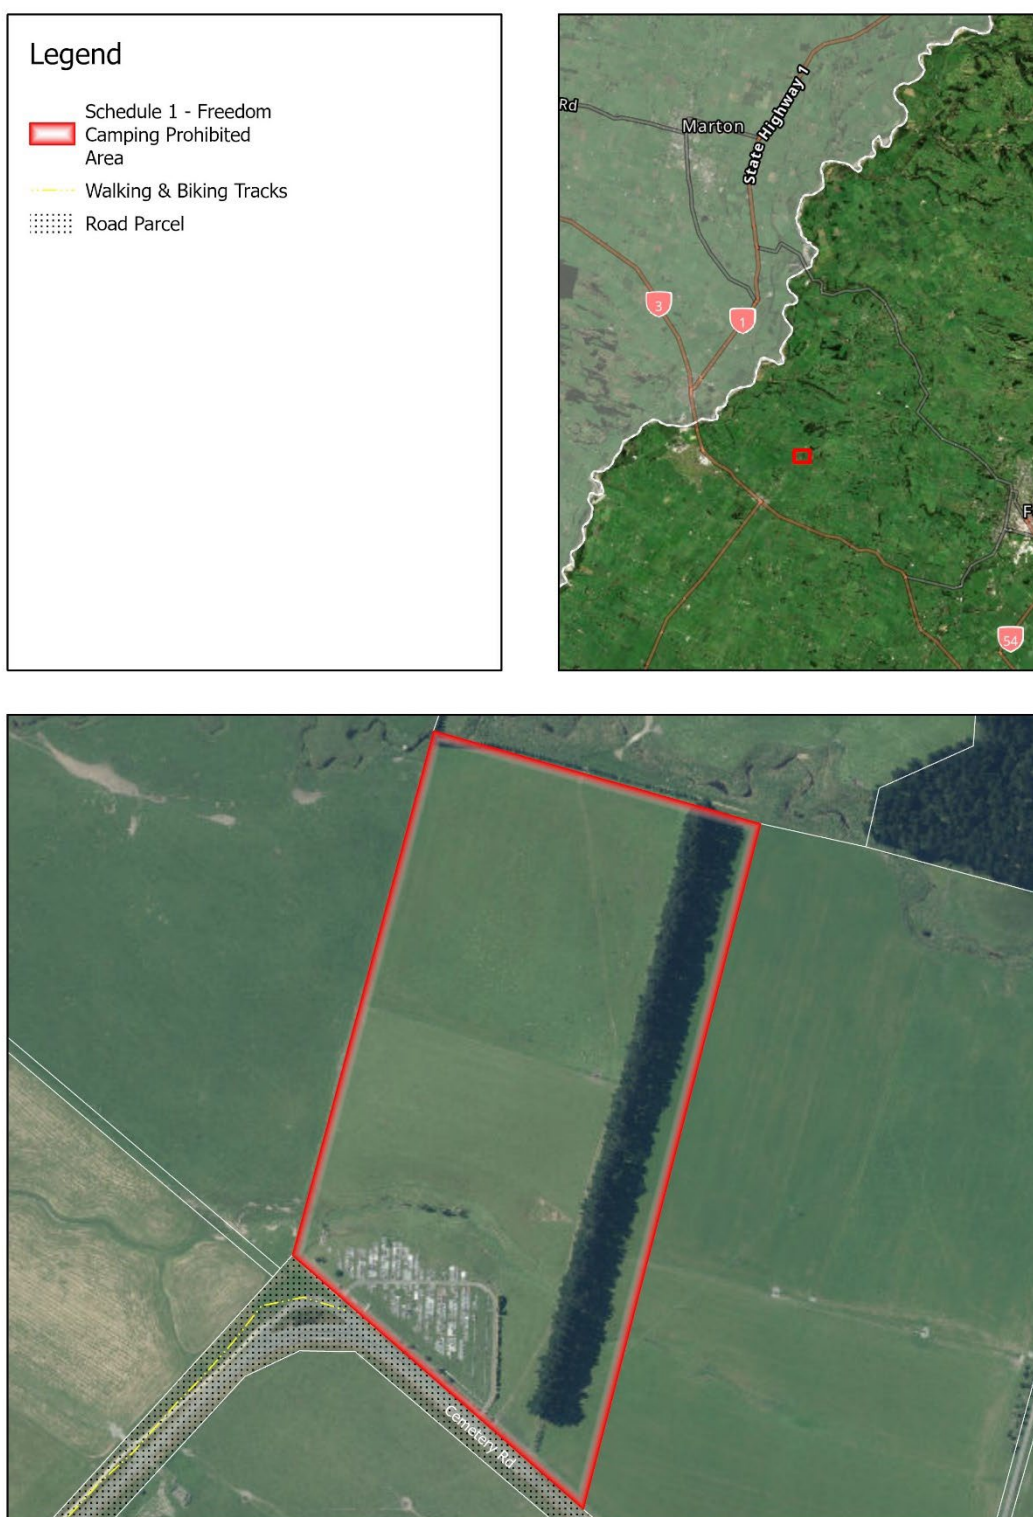 Legend
Schedule 1 - Freedom
Camping Prohibited
Area
Walking & Biking Tracks
Road Parcel
Rd
Marton
State Highway 1
3
1
F
54
Cemetery Rd